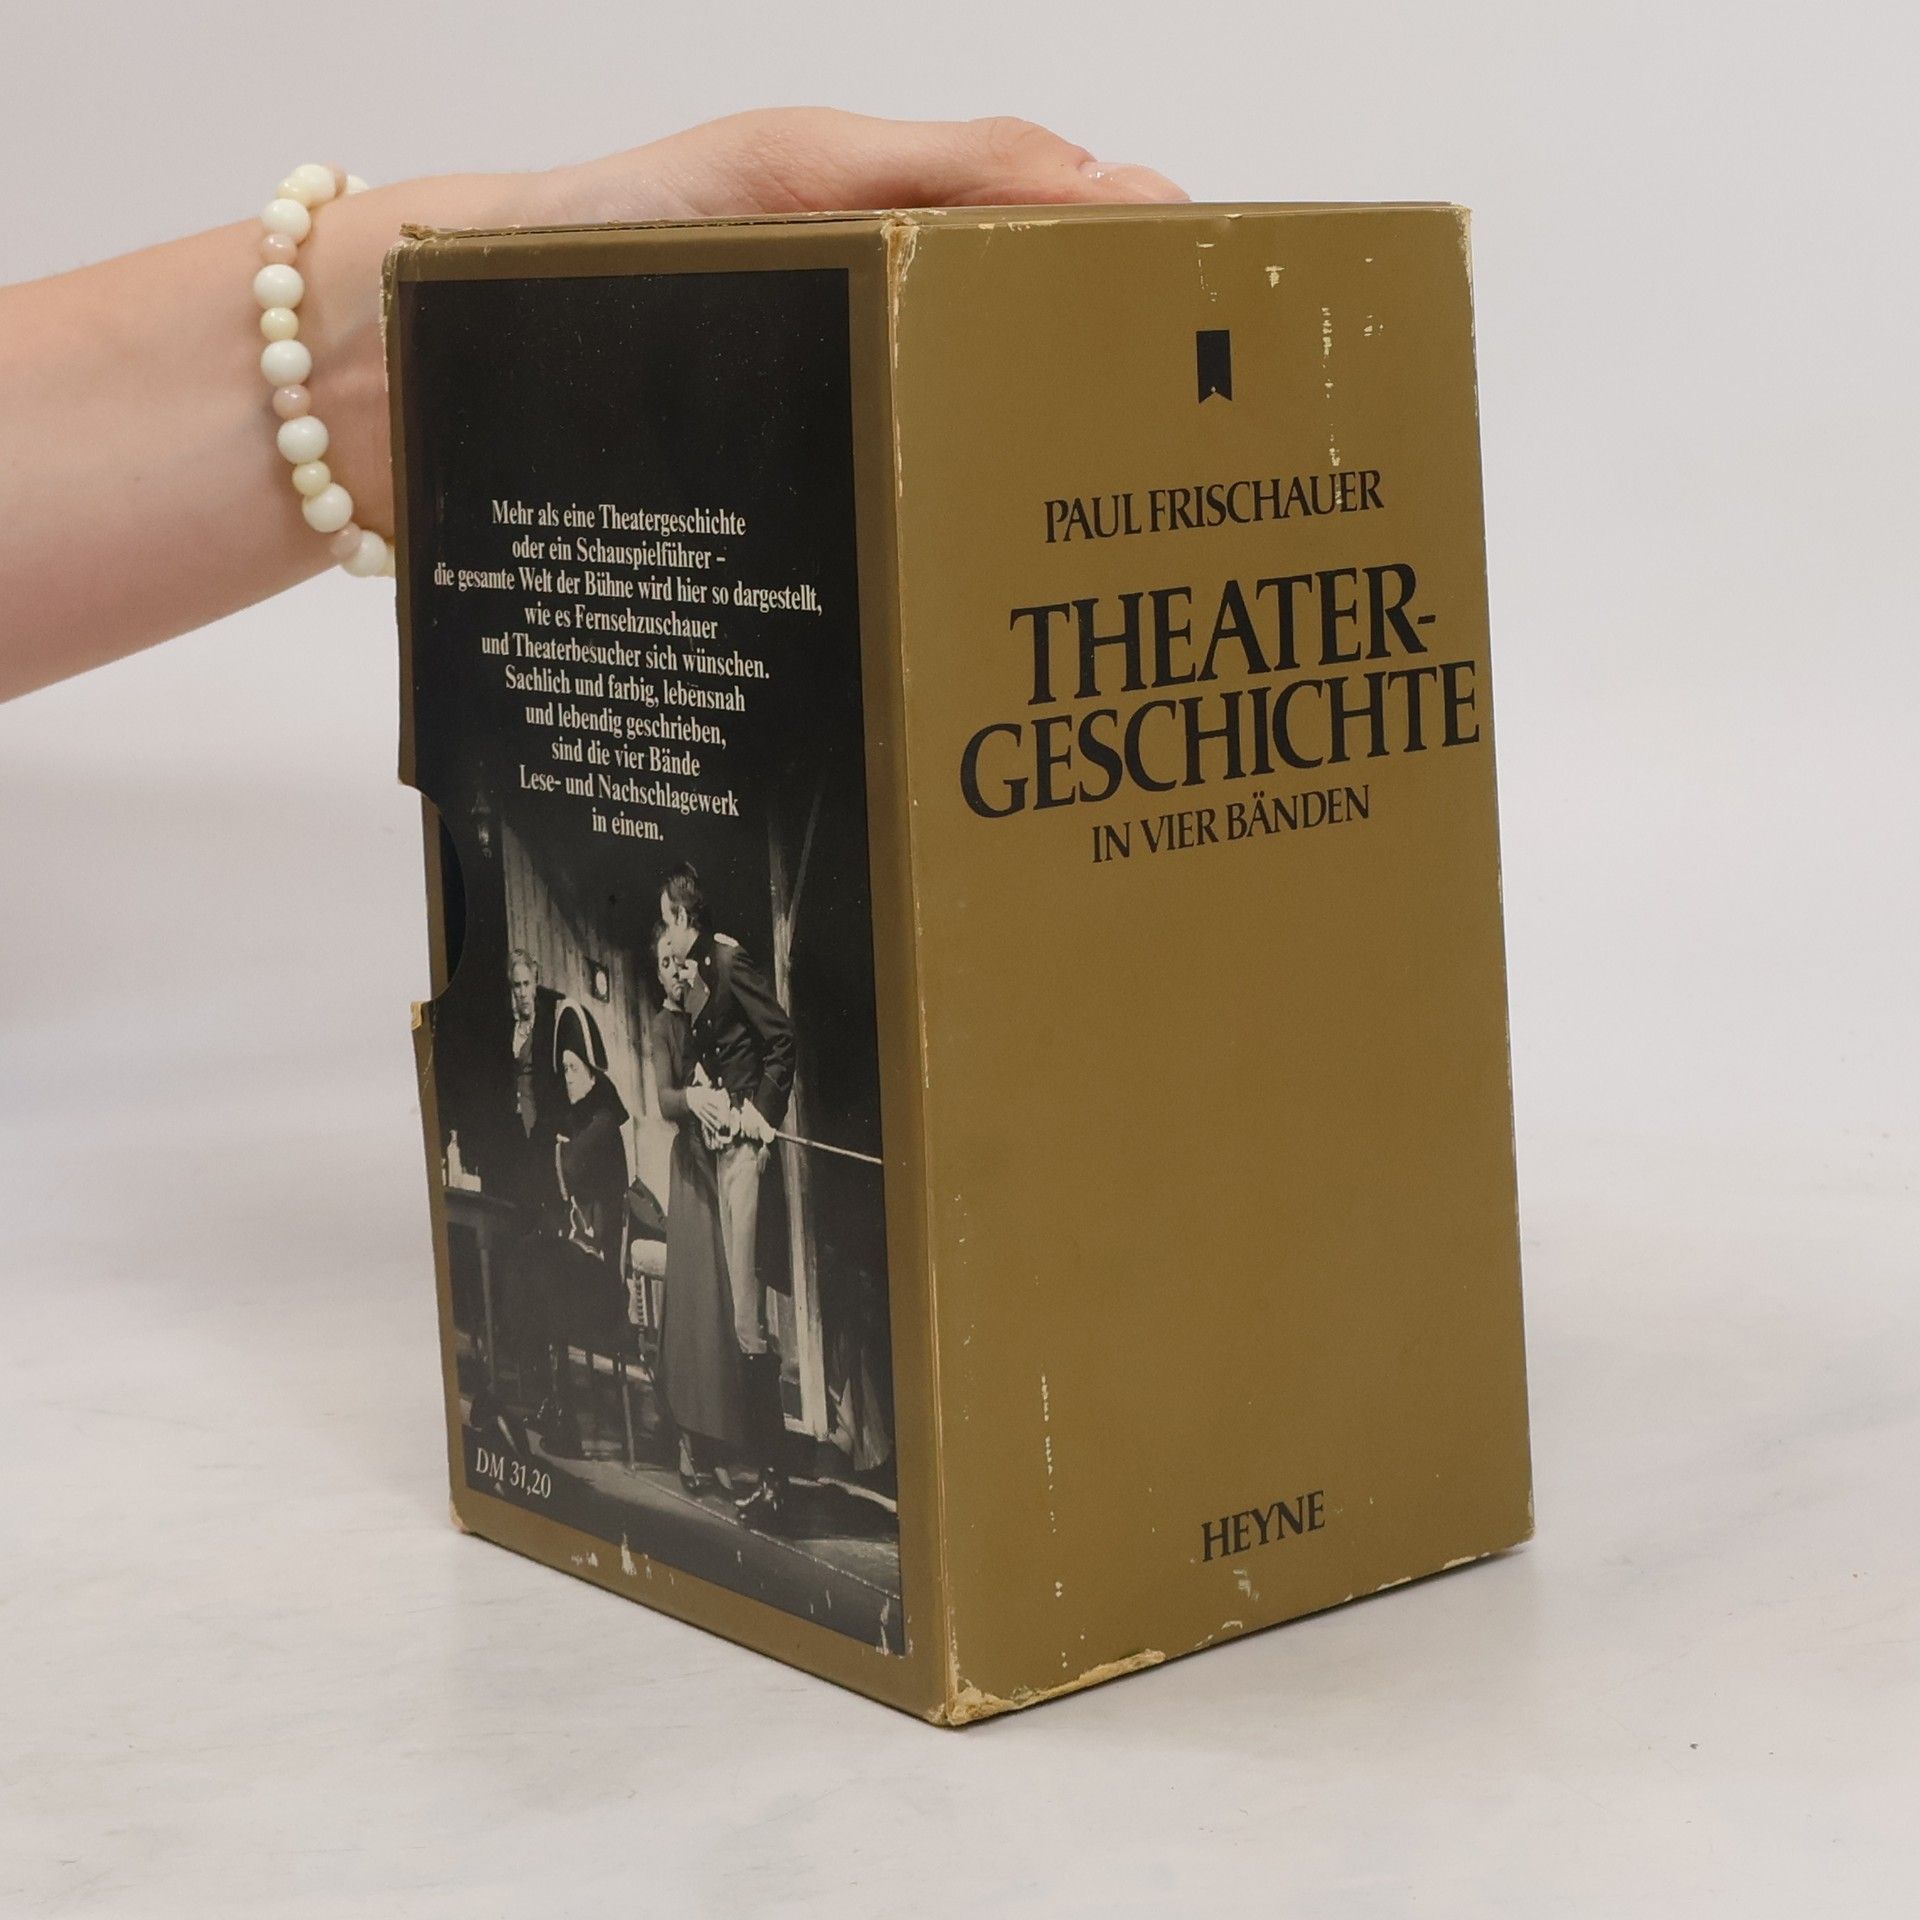 Mehr als eine Theatergeschichte
oder ein Schauspielführer –
die gesamte Welt der Bühne wird hier so dargestellt,
wie es Fernsehzuschauer
und Theaterbesucher sich wünschen.
Sachlich und farbig, lebensnah
und lebendig geschrieben,
sind die vier Bände
Lese- und Nachschlagewerk
in einem.
DM 31,20
PAUL FRISCHAUER
THEATER-
GESCHICHTE
IN VIER BÄNDEN
HEYNE